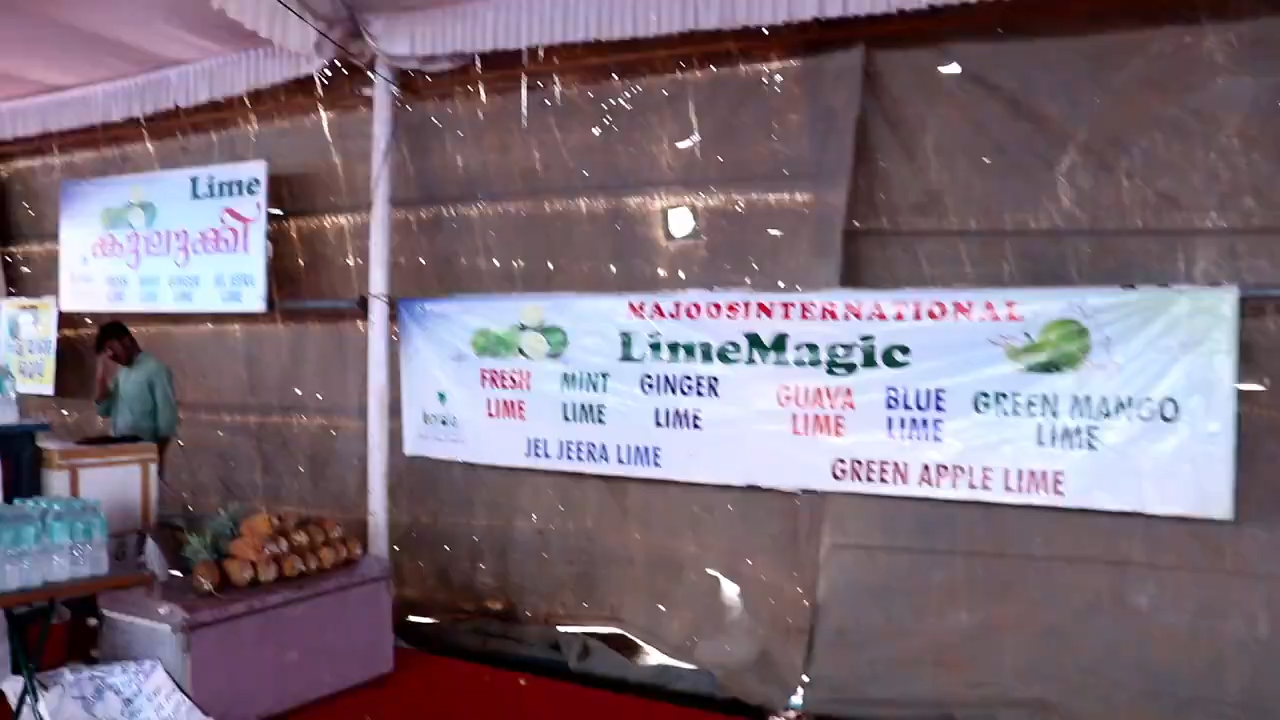 Lime
കുലുക്കി
MAJOOSINTERNATIONAL
LimeMagic
FRESH LIME
MINT LIME
GINGER LIME
GUAVA LIME
BLUE LIME
GREEN MANGO LIME
JEL JEERA LIME
GREEN APPLE LIME